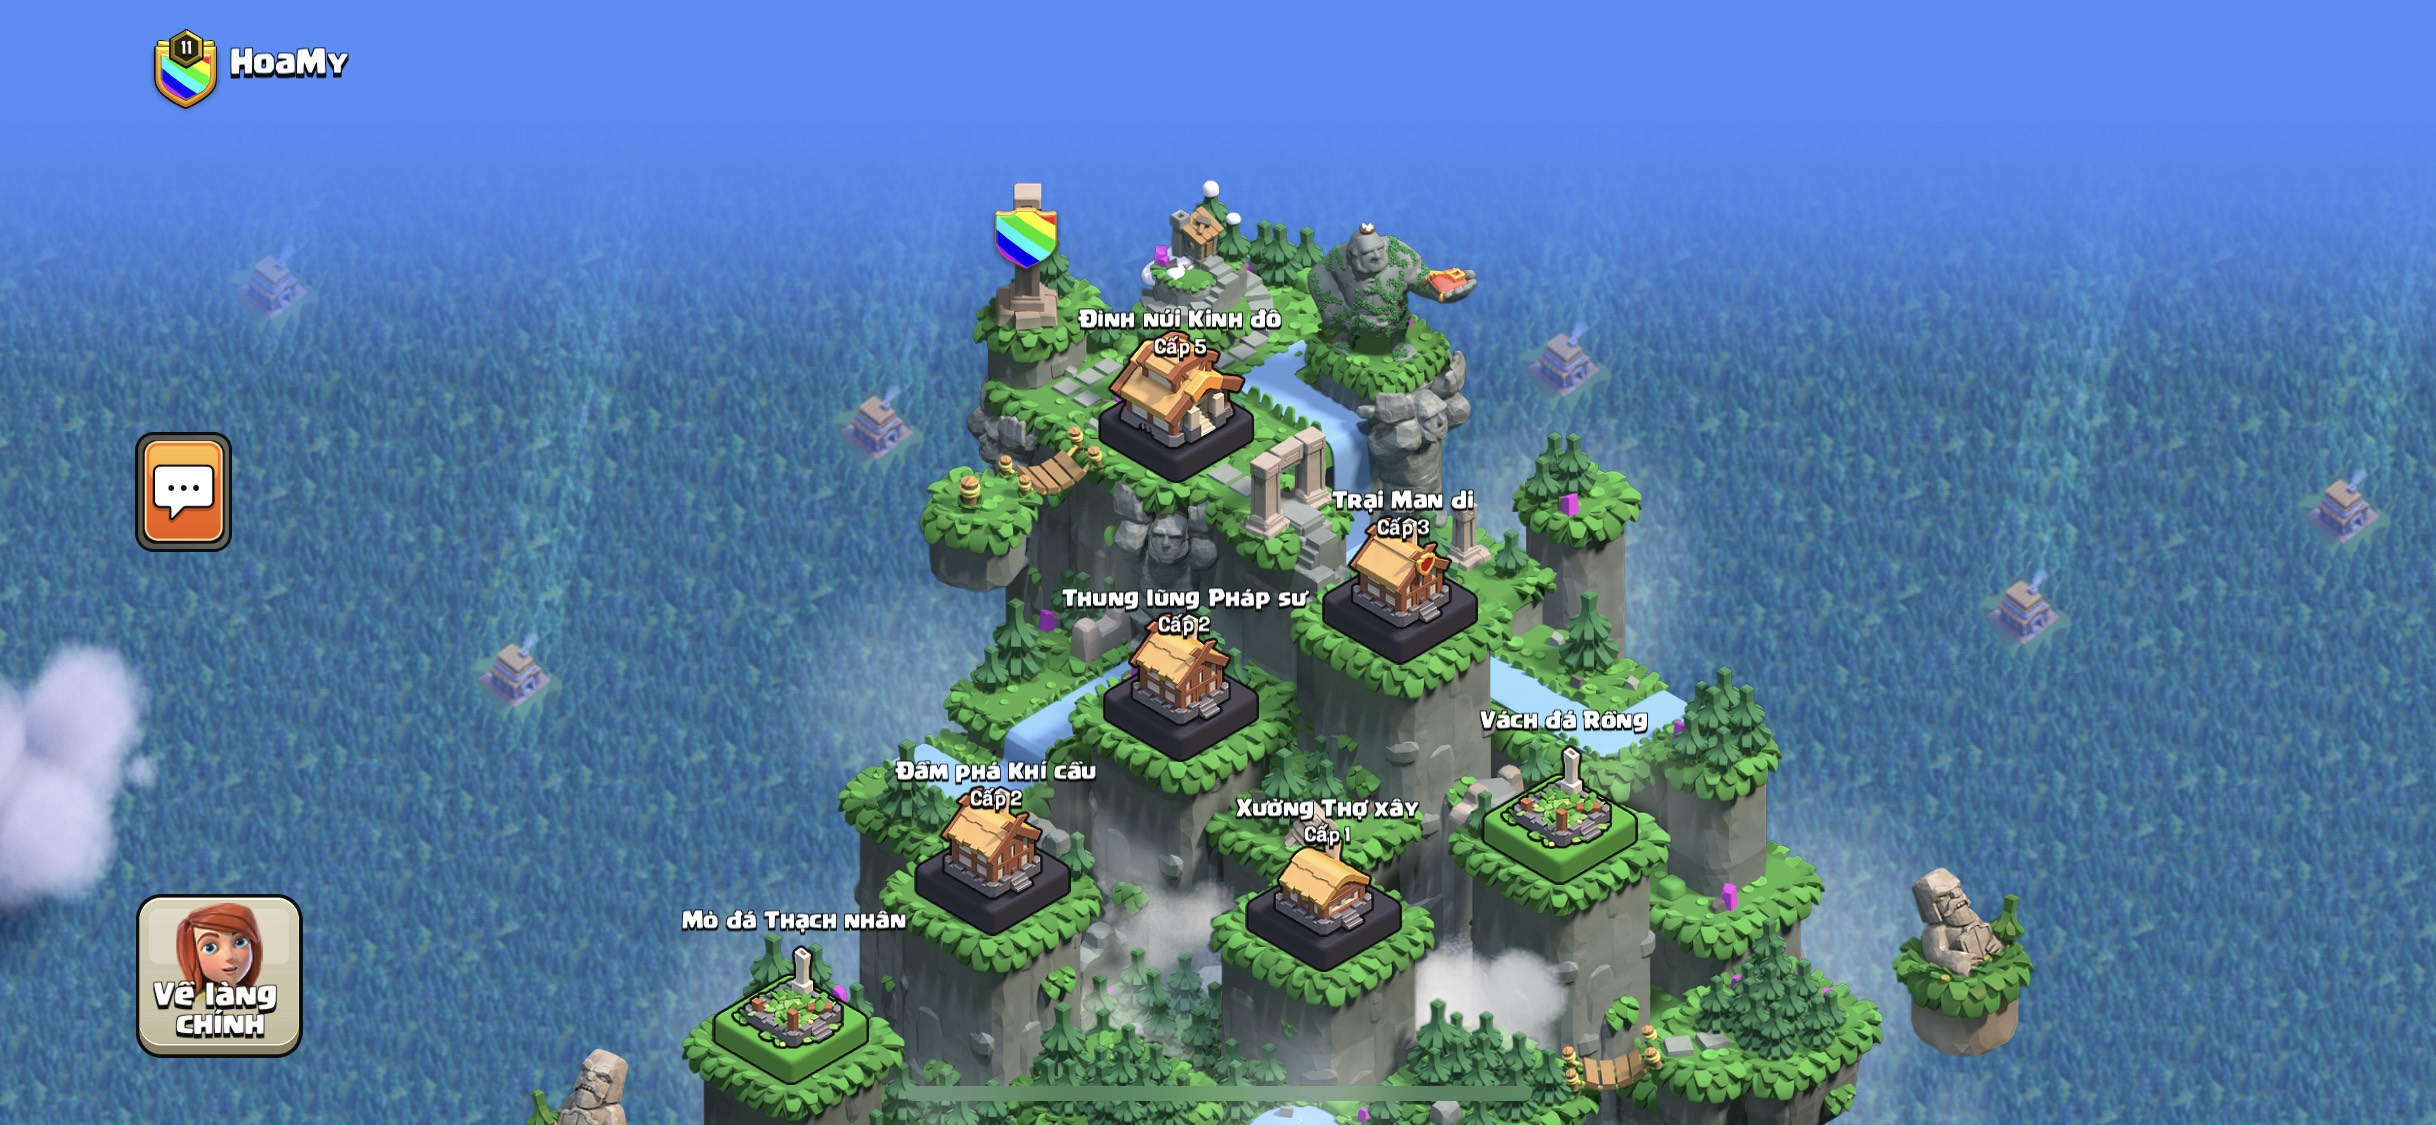 11
HoaMy
Đỉnh núi Kinh đô
Cấp 5
Trại Man di
Cấp 3
Thung lũng Pháp sư
Cấp 2
Vách đá Rồng
Đầm phá Khí cầu
Cấp 2
Xưởng Thợ xây
Cấp 1
Mỏ đá Thạch nhân
Về làng
chính